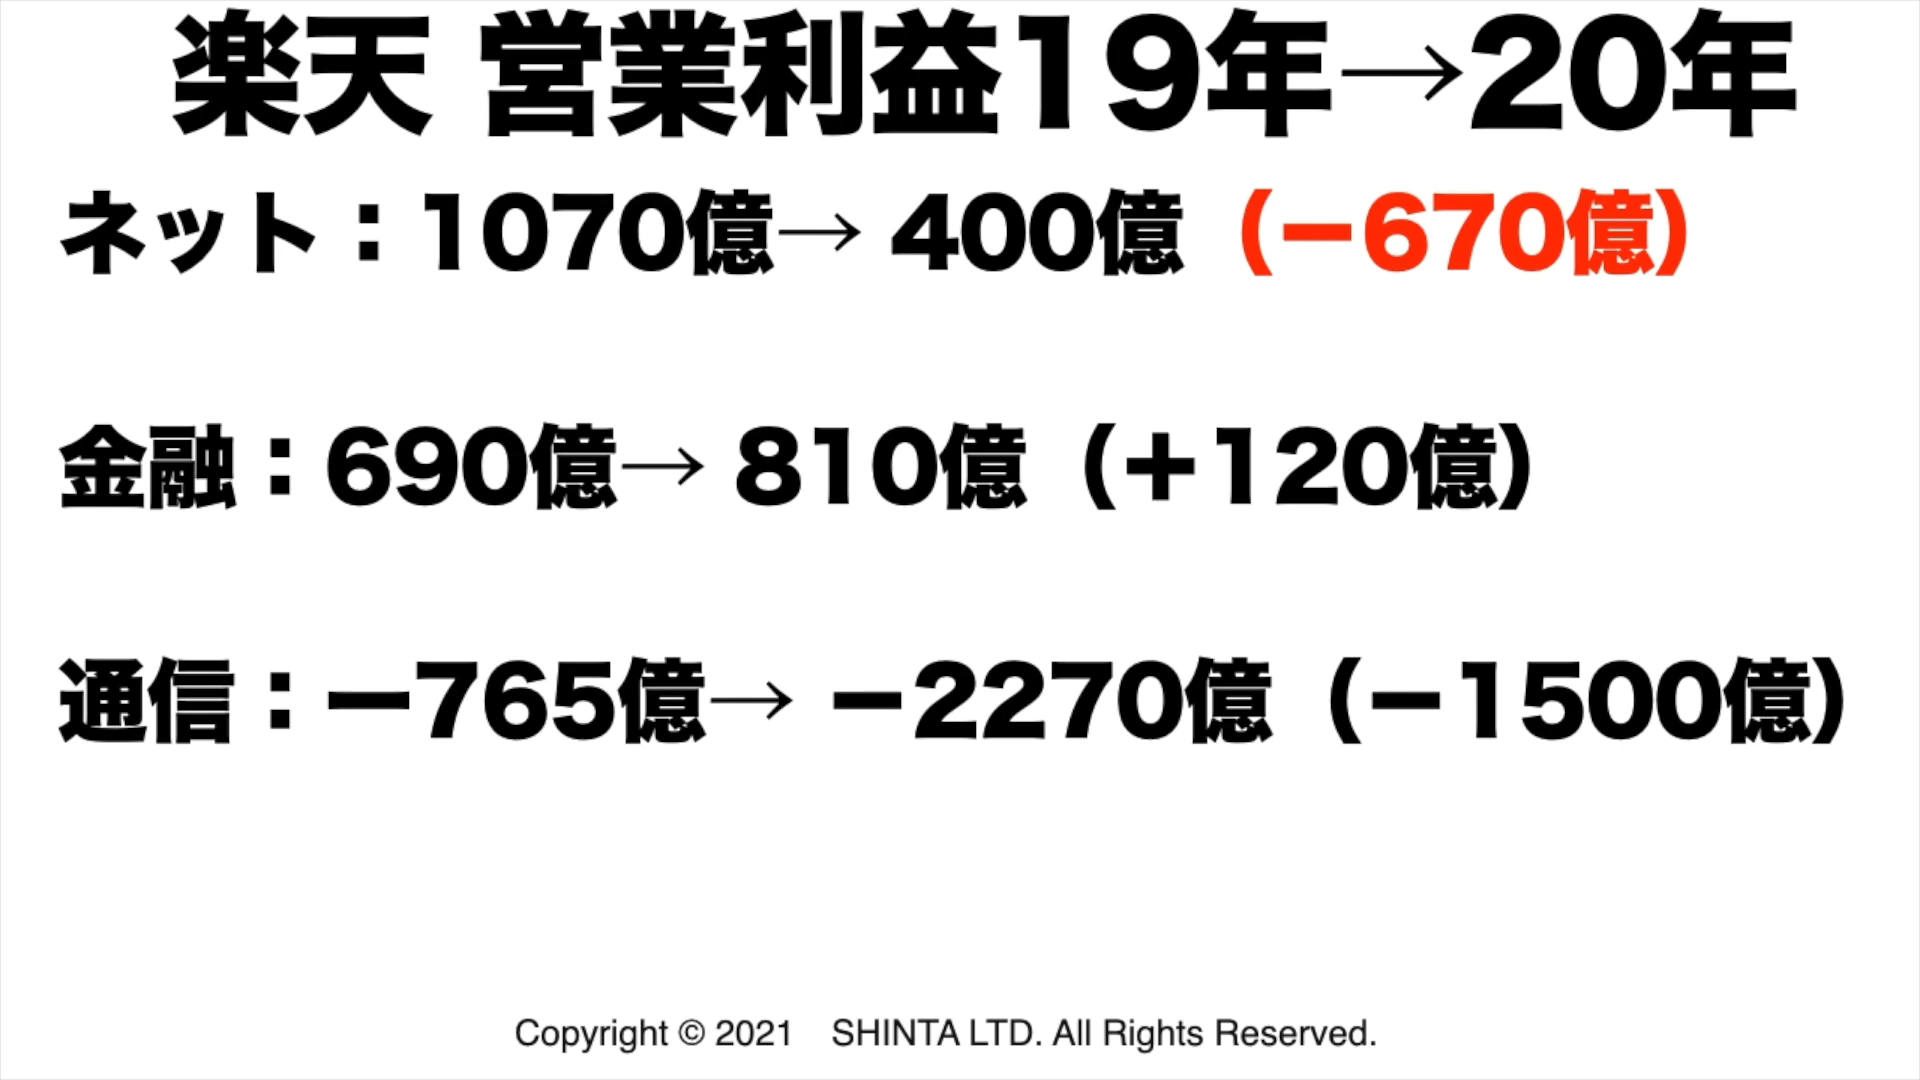 楽天 営業利益19年→20年
ネット：1070億→ 400億（−670億）
金融：690億→ 810億（+120億）
通信：ー765億→ −2270億（−1500億）
Copyright © 2021　SHINTA LTD. All Rights Reserved.